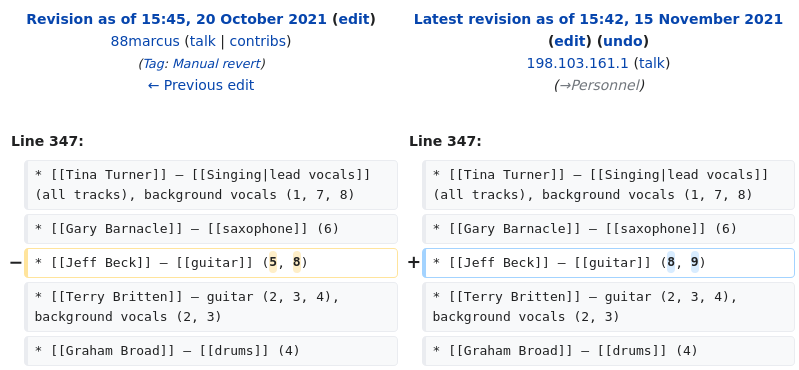 Revision as of 15:45, 20 October 2021 (edit)
88marcus (talk | contribs)
(Tag: Manual revert)
← Previous edit
Latest revision as of 15:42, 15 November 2021
(edit) (undo)
198.103.161.1 (talk)
(→Personnel)
Line 347:
* [[Tina Turner]] – [[Singing|lead vocals]]
(all tracks), background vocals (1, 7, 8)
* [[Gary Barnacle]] – [[saxophone]] (6)
− * [[Jeff Beck]] – [[guitar]] (5, 8)
* [[Terry Britten]] – guitar (2, 3, 4),
background vocals (2, 3)
* [[Graham Broad]] – [[drums]] (4)
Line 347:
* [[Tina Turner]] – [[Singing|lead vocals]]
(all tracks), background vocals (1, 7, 8)
* [[Gary Barnacle]] – [[saxophone]] (6)
+ * [[Jeff Beck]] – [[guitar]] (8, 9)
* [[Terry Britten]] – guitar (2, 3, 4),
background vocals (2, 3)
* [[Graham Broad]] – [[drums]] (4)